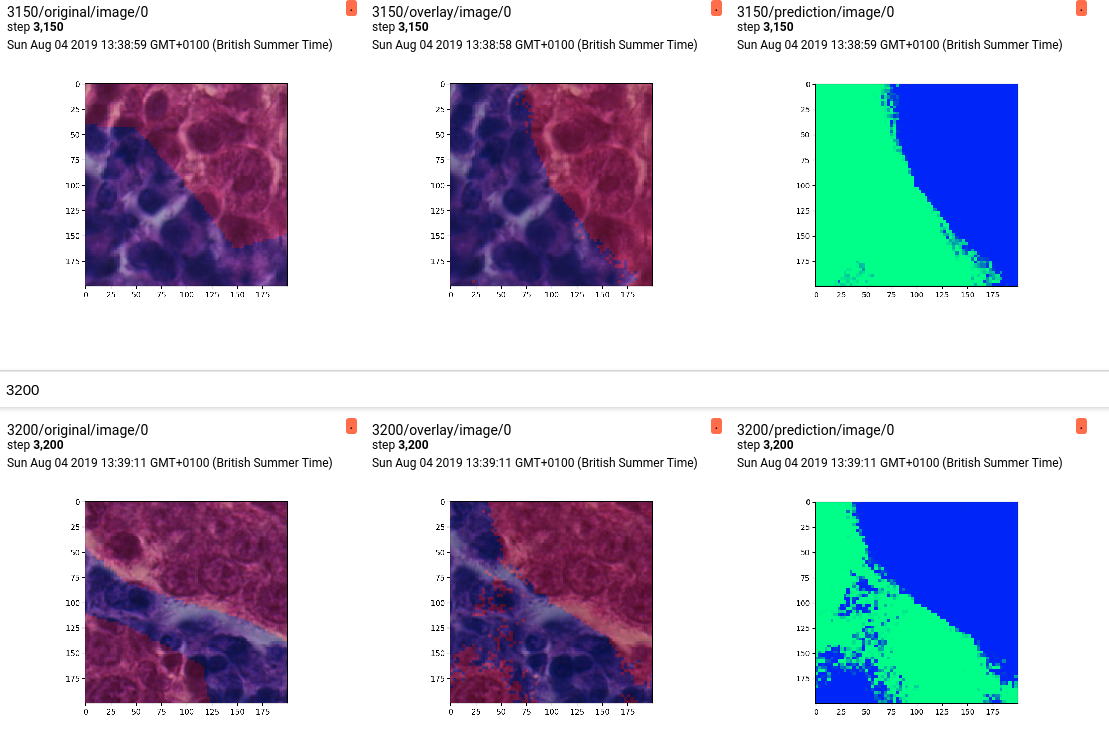 3150/original/image/0
step 3,150
Sun Aug 04 2019 13:38:59 GMT+0100 (British Summer Time)
0
25
50
75
100
125
150
175
0 25 50 75 100 125 150 175
3150/overlay/image/0
step 3,150
Sun Aug 04 2019 13:38:58 GMT+0100 (British Summer Time)
0
25
50
75
100
125
150
175
0 25 50 75 100 125 150 175
3150/prediction/image/0
step 3,150
Sun Aug 04 2019 13:38:59 GMT+0100 (British Summer Time)
0
25
50
75
100
125
150
175
0 25 50 75 100 125 150 175
3200
3200/original/image/0
step 3,200
Sun Aug 04 2019 13:39:11 GMT+0100 (British Summer Time)
0
25
50
75
100
125
150
175
0 25 50 75 100 125 150 175
3200/overlay/image/0
step 3,200
Sun Aug 04 2019 13:39:11 GMT+0100 (British Summer Time)
0
25
50
75
100
125
150
175
0 25 50 75 100 125 150 175
3200/prediction/image/0
step 3,200
Sun Aug 04 2019 13:39:11 GMT+0100 (British Summer Time)
0
25
50
75
100
125
150
175
0 25 50 75 100 125 150 175